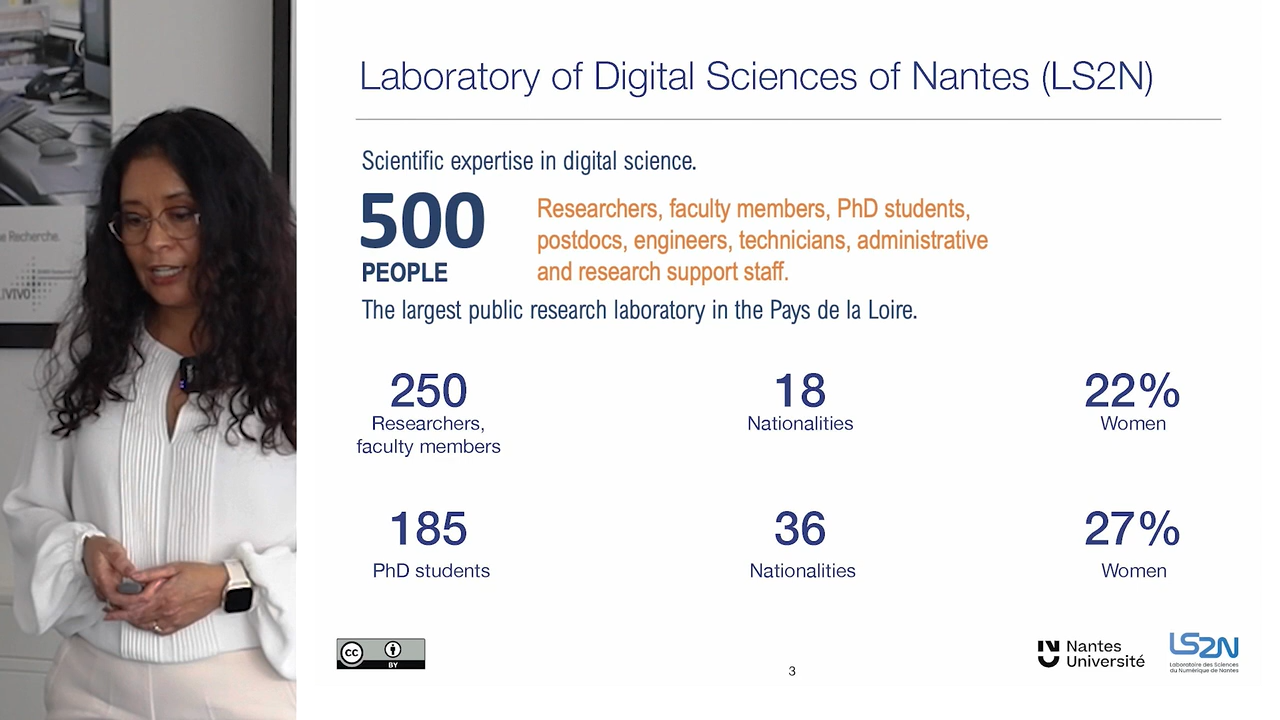 Laboratory of Digital Sciences of Nantes (LS2N)
Scientific expertise in digital science.
500
PEOPLE
Researchers, faculty members, PhD students,
postdocs, engineers, technicians, administrative
and research support staff.
The largest public research laboratory in the Pays de la Loire.
250
Researchers,
faculty members
18
Nationalities
22%
Women
185
PhD students
36
Nationalities
27%
Women
Recherche.
cc
BY
3
Nantes
Université
LS2N
Laboratoire des Sciences
du Numérique de Nantes